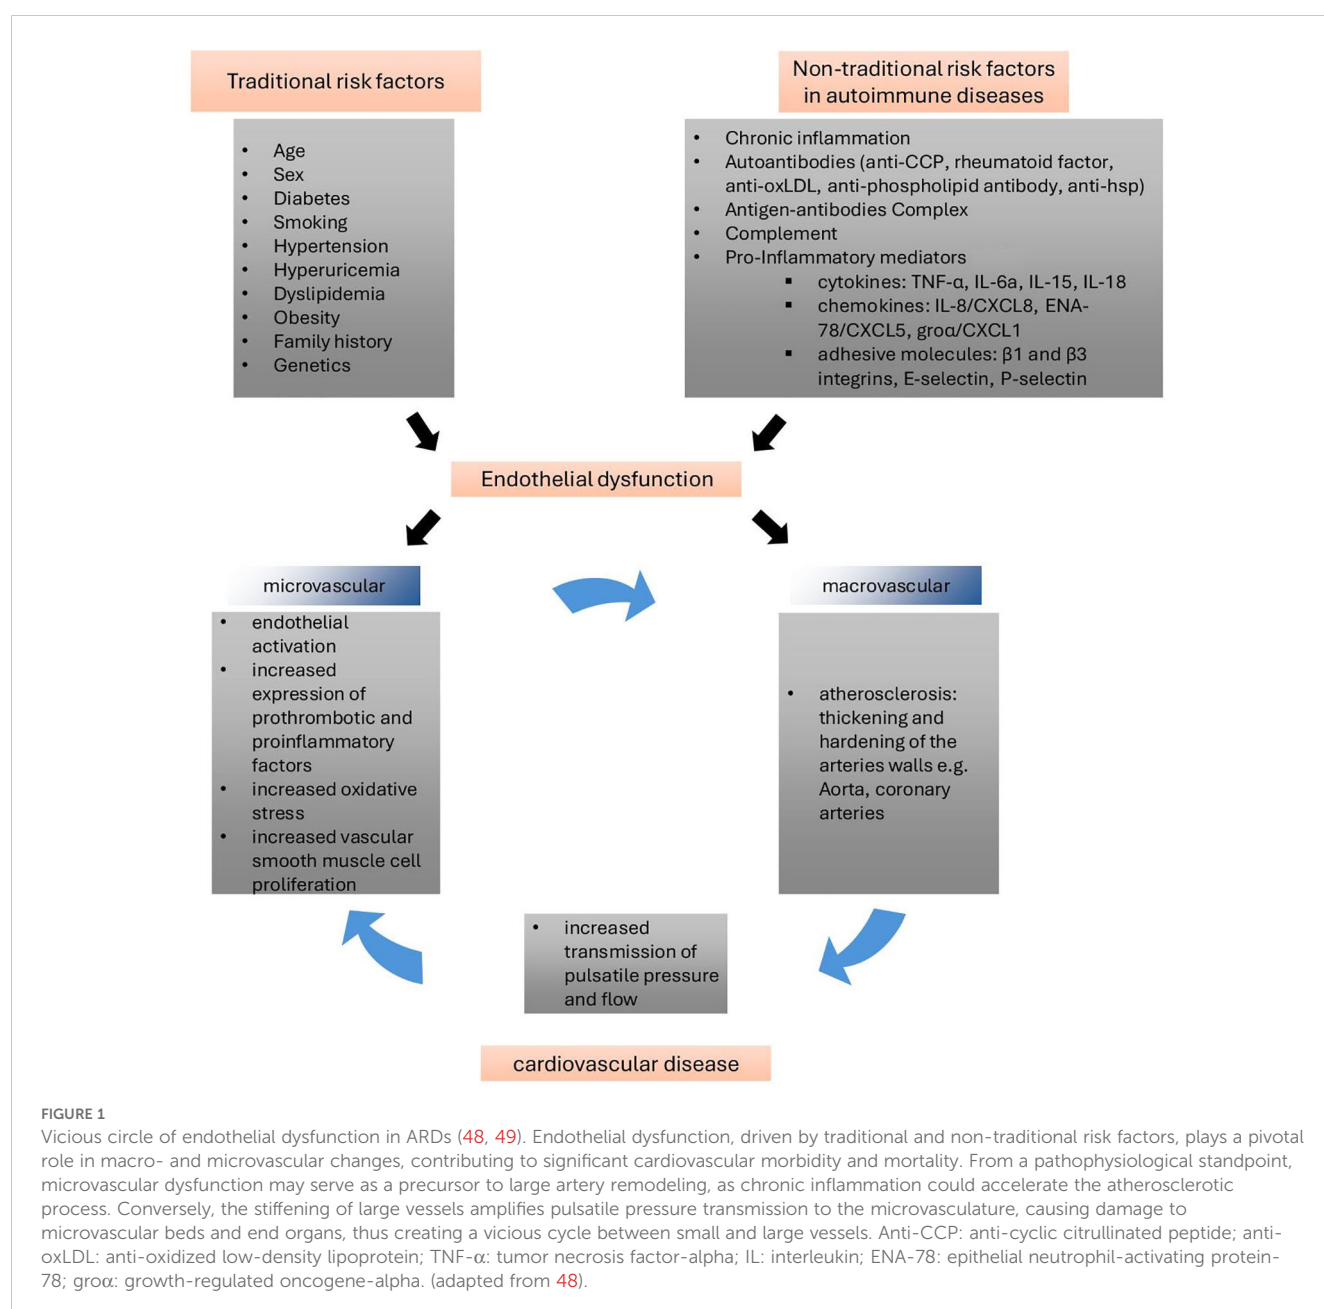 Traditional risk factors
• Age
• Sex
• Diabetes
• Smoking
• Hypertension
• Hyperuricemia
• Dyslipidemia
• Obesity
• Family history
• Genetics
Non-traditional risk factors
in autoimmune diseases
• Chronic inflammation
• Autoantibodies (anti-CCP, rheumatoid factor,
anti-oxLDL, anti-phospholipid antibody, anti-hsp)
• Antigen-antibodies Complex
• Complement
• Pro-Inflammatory mediators
▪ cytokines: TNF-α, IL-6a, IL-15, IL-18
▪ chemokines: IL-8/CXCL8, ENA-
78/CXCL5, groα/CXCL1
▪ adhesive molecules: β1 and β3
integrins, E-selectin, P-selectin
Endothelial dysfunction
microvascular
• endothelial
activation
• increased
expression of
prothrombotic and
proinflammatory
factors
• increased oxidative
stress
• increased vascular
smooth muscle cell
proliferation
macrovascular
• atherosclerosis:
thickening and
hardening of the
arteries walls e.g.
Aorta, coronary
arteries
• increased
transmission of
pulsatile pressure
and flow
cardiovascular disease
FIGURE 1
Vicious circle of endothelial dysfunction in ARDs (48, 49). Endothelial dysfunction, driven by traditional and non-traditional risk factors, plays a pivotal
role in macro- and microvascular changes, contributing to significant cardiovascular morbidity and mortality. From a pathophysiological standpoint,
microvascular dysfunction may serve as a precursor to large artery remodeling, as chronic inflammation could accelerate the atherosclerotic
process. Conversely, the stiffening of large vessels amplifies pulsatile pressure transmission to the microvasculature, causing damage to
microvascular beds and end organs, thus creating a vicious cycle between small and large vessels. Anti-CCP: anti-cyclic citrullinated peptide; anti-
oxLDL: anti-oxidized low-density lipoprotein; TNF-α: tumor necrosis factor-alpha; IL: interleukin; ENA-78: epithelial neutrophil-activating protein-
78; groα: growth-regulated oncogene-alpha. (adapted from 48).